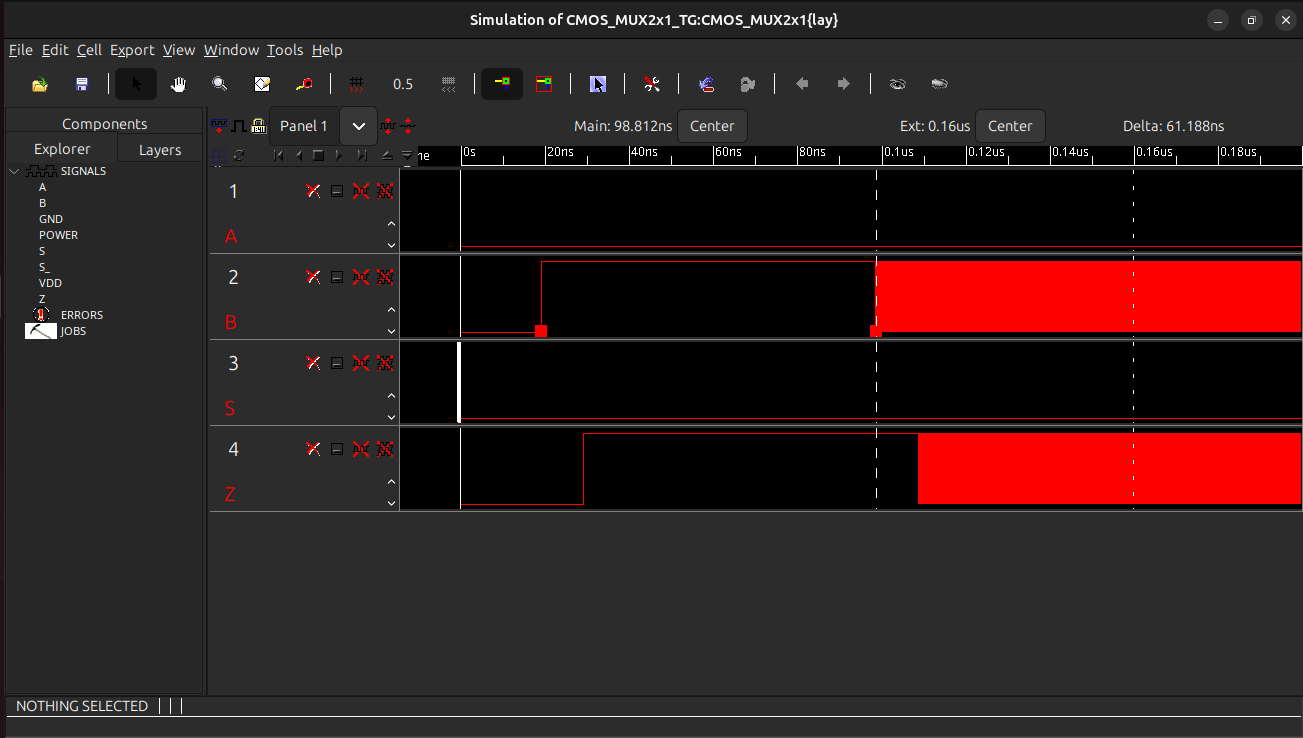 Simulation of CMOS_MUX2x1_TG:CMOS_MUX2x1{lay}
File Edit Cell Export View Window Tools Help
0.5
Components
Explorer Layers
SIGNALS
A
B
GND
POWER
S
S_
VDD
Z
ERRORS
JOBS
Panel 1 Main: 98.812ns Center Ext: 0.16us Center Delta: 61.188ns
ne 0s 20ns 40ns 60ns 80ns 0.1us 0.12us 0.14us 0.16us 0.18us
1
A
2
B
3
S
4
Z
NOTHING SELECTED